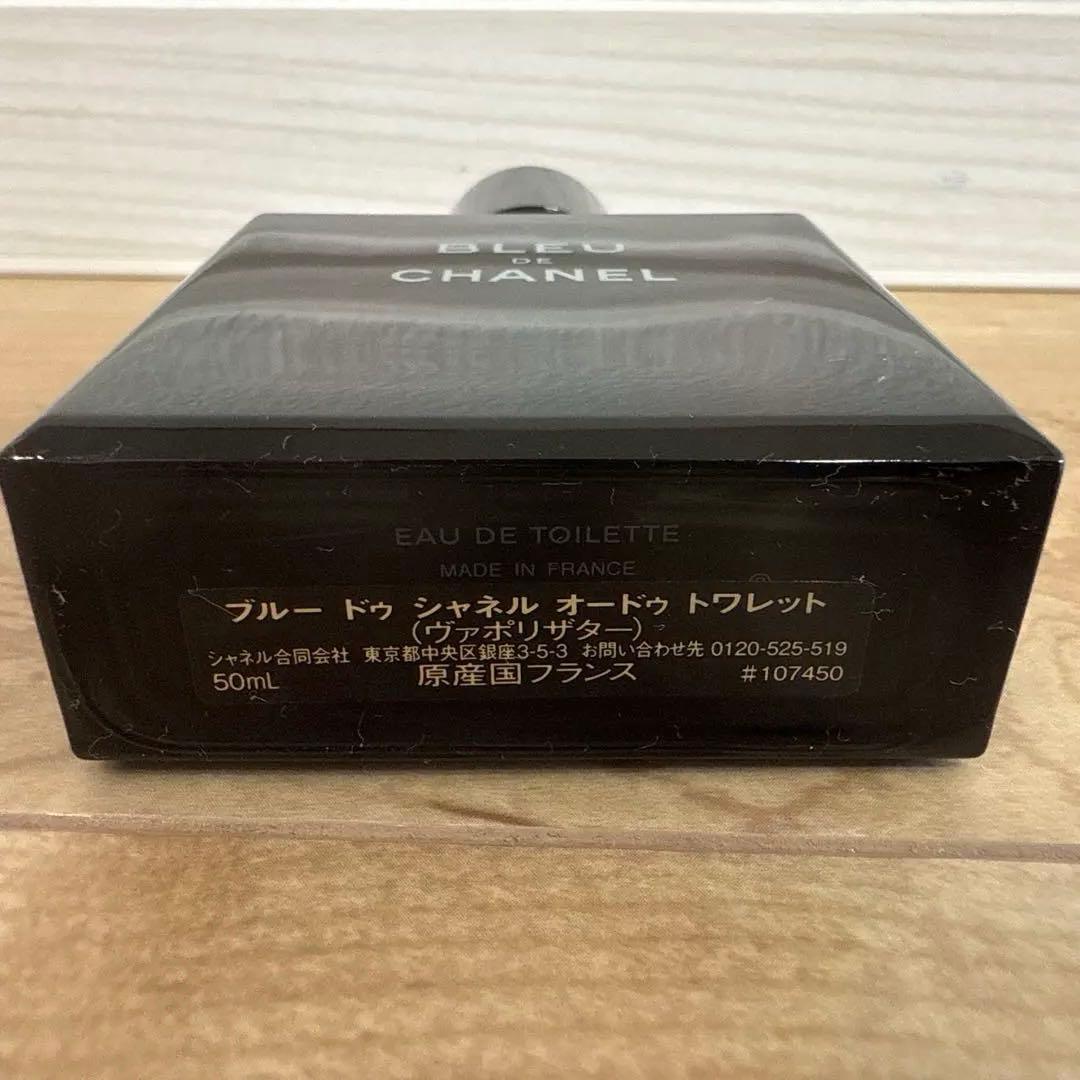 BLEU
DE
CHANEL
EAU DE TOILETTE
MADE IN FRANCE
ブルー ドゥ シャネル オードゥ トワレット
(ヴァポリザター)
シャネル合同会社 東京都中央区銀座3-5-3 お問い合わせ先 0120-525-519
50mL 原産国フランス #107450